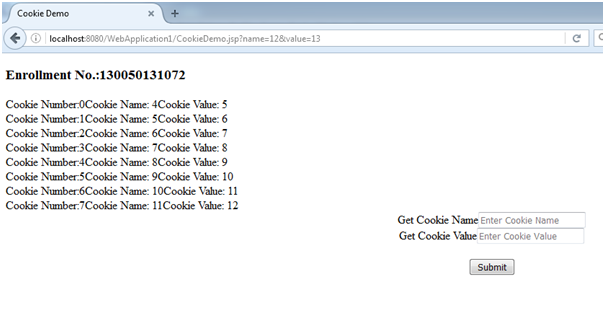 Cookie Demo
localhost:8080/WebApplication1/CookieDemo.jsp?name=12&value=13
Enrollment No.:130050131072
Cookie Number:0Cookie Name: 4Cookie Value: 5
Cookie Number:1Cookie Name: 5Cookie Value: 6
Cookie Number:2Cookie Name: 6Cookie Value: 7
Cookie Number:3Cookie Name: 7Cookie Value: 8
Cookie Number:4Cookie Name: 8Cookie Value: 9
Cookie Number:5Cookie Name: 9Cookie Value: 10
Cookie Number:6Cookie Name: 10Cookie Value: 11
Cookie Number:7Cookie Name: 11Cookie Value: 12
Get Cookie Name Enter Cookie Name
Get Cookie Value Enter Cookie Value
Submit